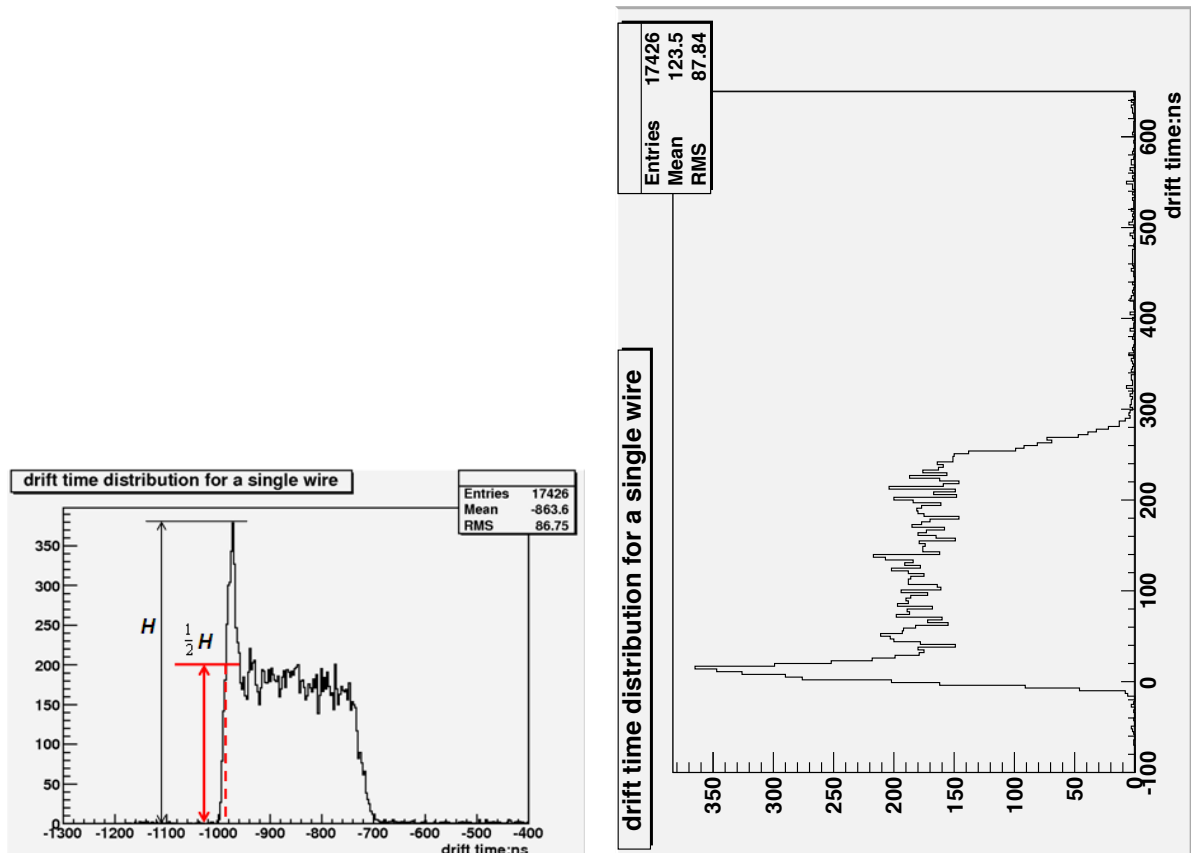 drift time distribution for a single wire
Entries 17426
Mean -863.6
RMS 86.75
350
300
250
200
150
100
50
0
H
1/2 H
-1300 -1200 -1100 -1000 -900 -800 -700 -600 -500 -400
drift time:ns
drift time distribution for a single wire
Entries 17426
Mean 123.5
RMS 87.84
350
300
250
200
150
100
50
0
-100 0 100 200 300 400 500 600
drift time:ns